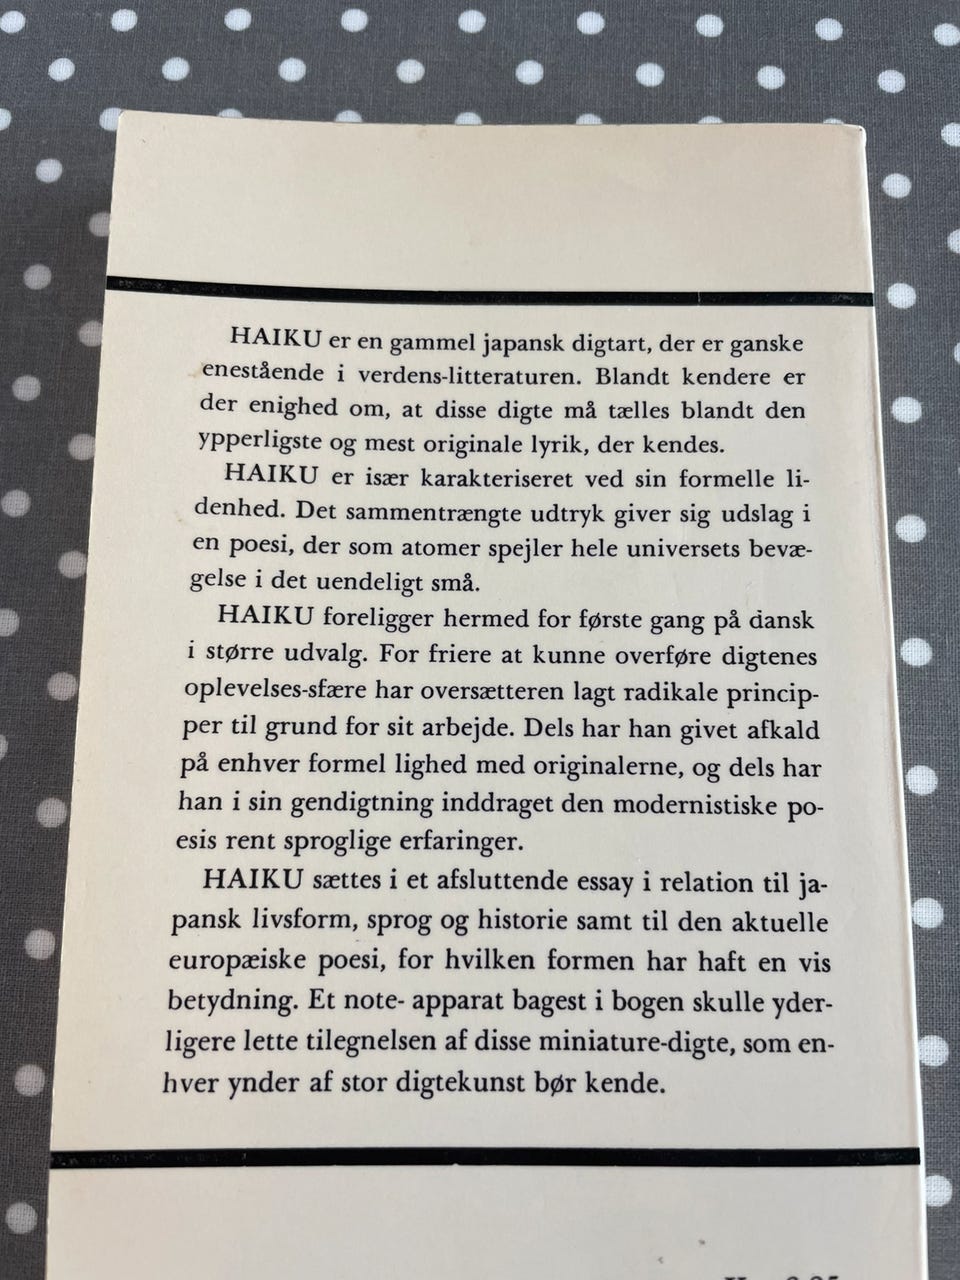 HAIKU er en gammel japansk digtart, der er ganske
enestående i verdens-litteraturen. Blandt kendere er
der enighed om, at disse digte må tælles blandt den
ypperligste og mest originale lyrik, der kendes.
HAIKU er især karakteriseret ved sin formelle li-
denhed. Det sammentrængte udtryk giver sig udslag i
en poesi, der som atomer spejler hele universets bevæ-
gelse i det uendeligt små.
HAIKU foreligger hermed for første gang på dansk
i større udvalg. For friere at kunne overføre digtenes
oplevelses-sfære har oversætteren lagt radikale princip-
per til grund for sit arbejde. Dels har han givet afkald
på enhver formel lighed med originalerne, og dels har
han i sin gendigtning inddraget den modernistiske po-
esis rent sproglige erfaringer.
HAIKU sættes i et afsluttende essay i relation til ja-
pansk livsform, sprog og historie samt til den aktuelle
europæiske poesi, for hvilken formen har haft en vis
betydning. Et note- apparat bagest i bogen skulle yder-
ligere lette tilegnelsen af disse miniature-digte, som en-
hver ynder af stor digtekunst bør kende.